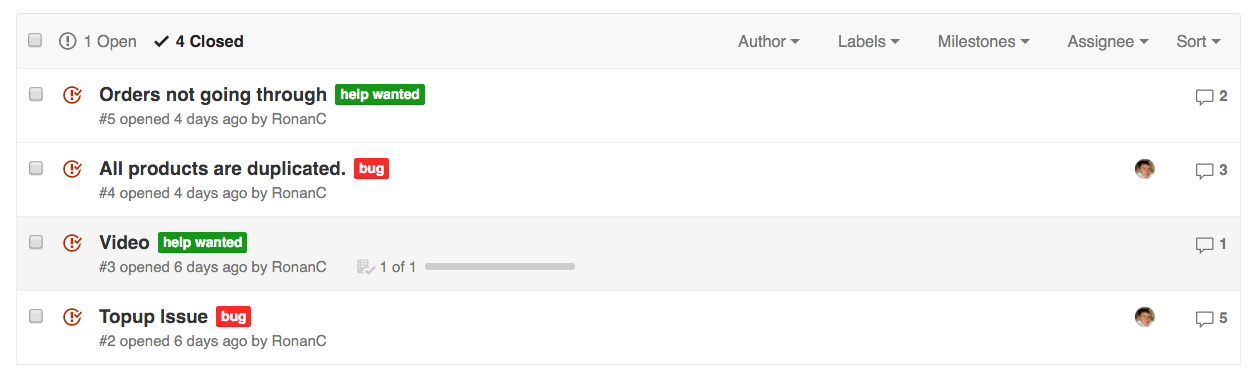 1 Open 4 Closed Author Labels Milestones Assignee Sort
Orders not going through help wanted 2
#5 opened 4 days ago by RonanC
All products are duplicated. bug 3
#4 opened 4 days ago by RonanC
Video help wanted 1
#3 opened 6 days ago by RonanC 1 of 1
Topup Issue bug 5
#2 opened 6 days ago by RonanC